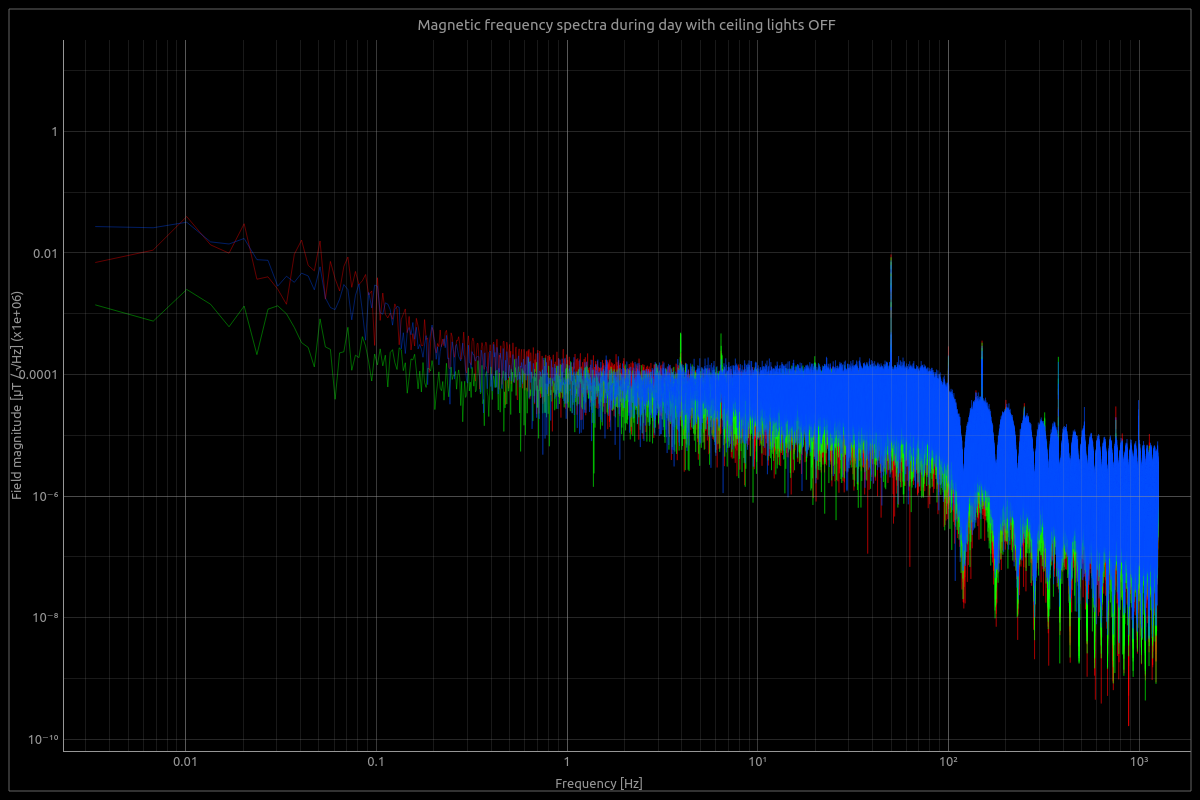 Magnetic frequency spectra during day with ceiling lights OFF
Field magnitude [µT /√Hz] (x1e+06)
1
0.01
0.0001
10⁻⁶
10⁻⁸
10⁻¹⁰
0.01 0.1 1 10¹ 10² 10³
Frequency [Hz]